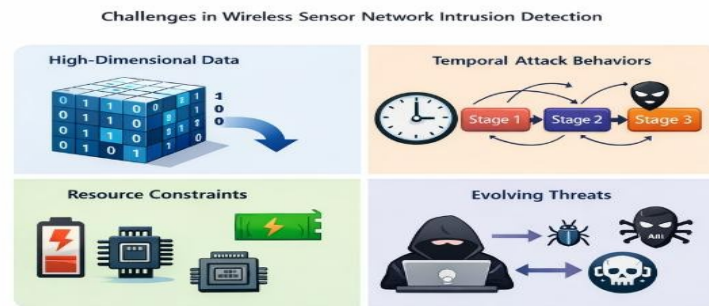 Challenges in Wireless Sensor Network Intrusion Detection
High-Dimensional Data
Temporal Attack Behaviors
Stage 1
Stage 2
Stage 3
Resource Constraints
Evolving Threats